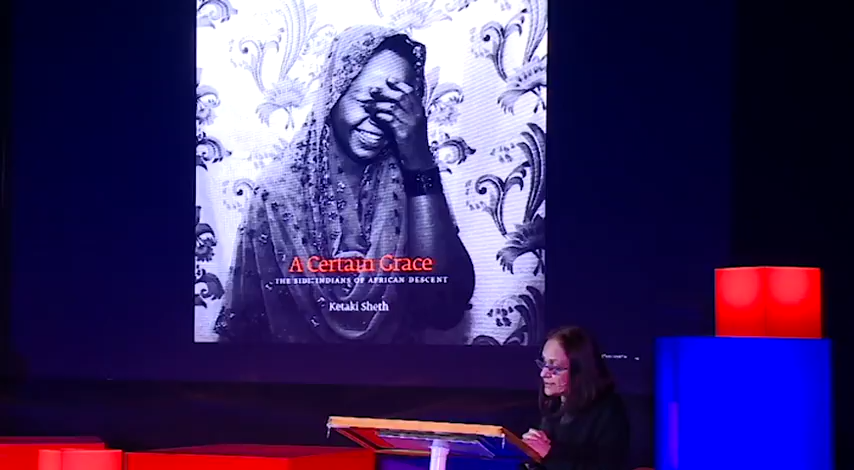 A Certain Grace
THE SIDI: INDIANS OF AFRICAN DESCENT
Ketaki Sheth